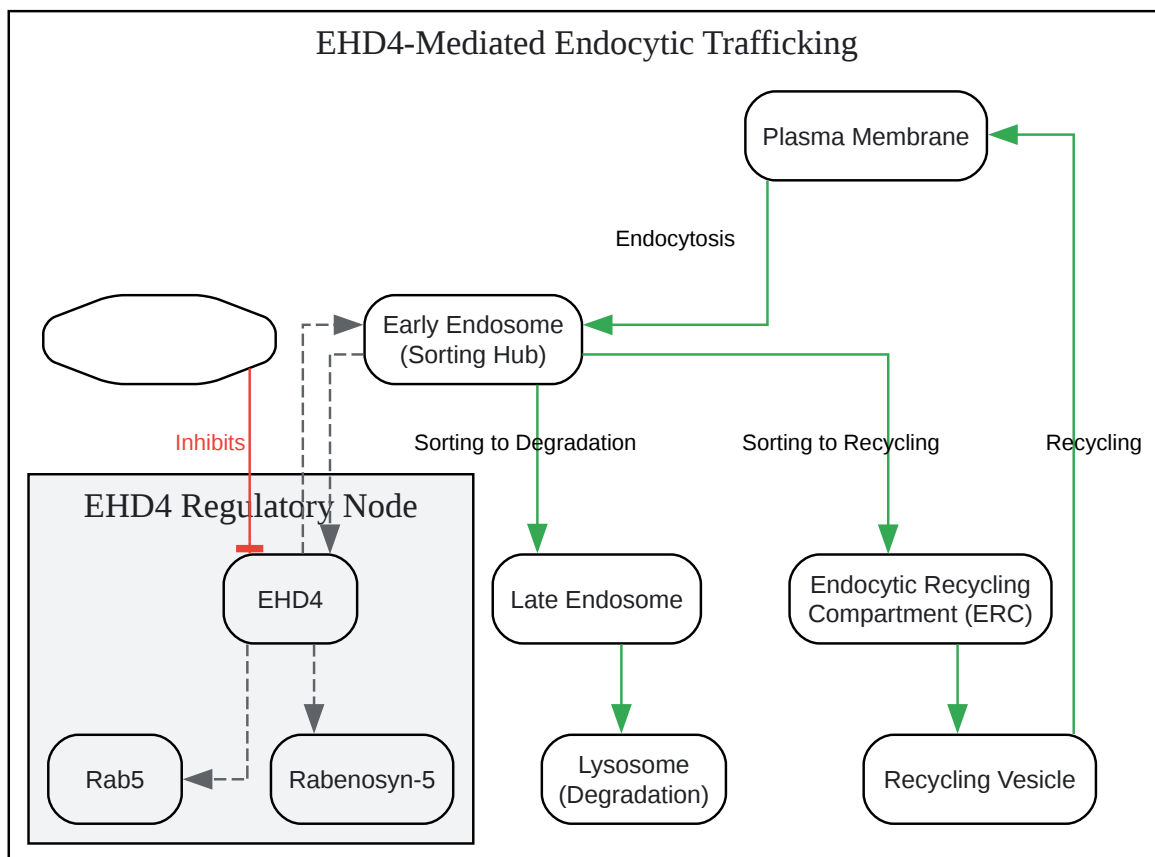 EHD4-Mediated Endocytic Trafficking
Plasma Membrane
Endocytosis
Early Endosome
(Sorting Hub)
Inhibits
Sorting to Degradation
Sorting to Recycling
Recycling
EHD4 Regulatory Node
EHD4
Late Endosome
Endocytic Recycling
Compartment (ERC)
Rab5
Rabenosyn-5
Lysosome
(Degradation)
Recycling Vesicle